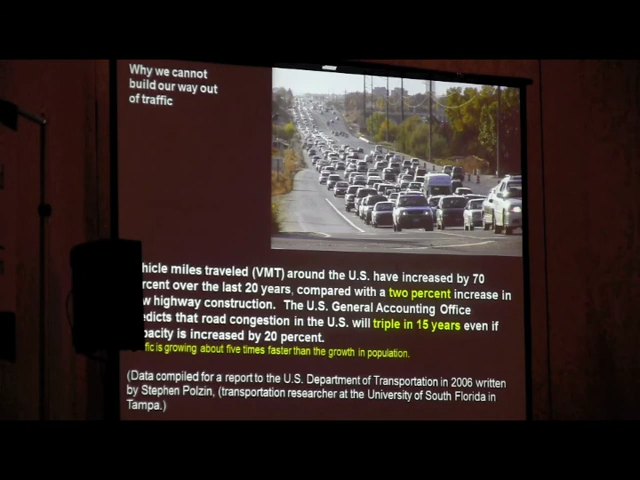 Why we cannot
build our way out
of traffic
hicle miles traveled (VMT) around the U.S. have increased by 70
rcent over the last 20 years, compared with a two percent increase in
w highway construction. The U.S. General Accounting Office
edicts that road congestion in the U.S. will triple in 15 years even if
pacity is increased by 20 percent.
fic is growing about five times faster than the growth in population.
(Data compiled for a report to the U.S. Department of Transportation in 2006 written
by Stephen Polzin, (transportation researcher at the University of South Florida in
Tampa.)